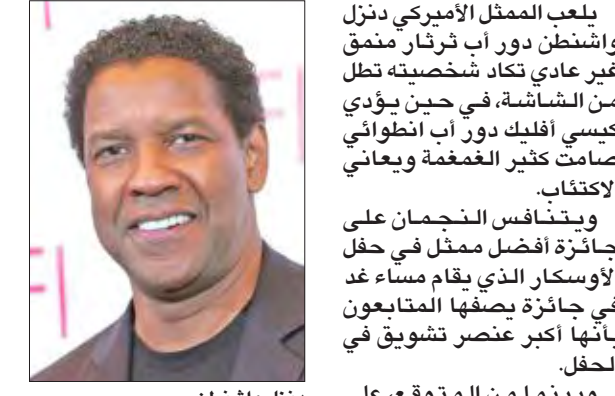 يلعب الممثل الأميركي دنزل
واشنطن دور أب ثرثار منمق
غير عادي تكاد شخصيته تطل
من الشاشة، في حين يؤدي
كيسي أفليك دور أب انطوائي
صامت كثير الغمغمة ويعاني
الاكتئاب.
ويتنافس النجمان على
جائزة أفضل ممثل في حفل
الأوسكار الذي يقام مساء غد
في جائزة يصفها المتابعون
بأنها أكبر عنصر تشويق في
الحفل.